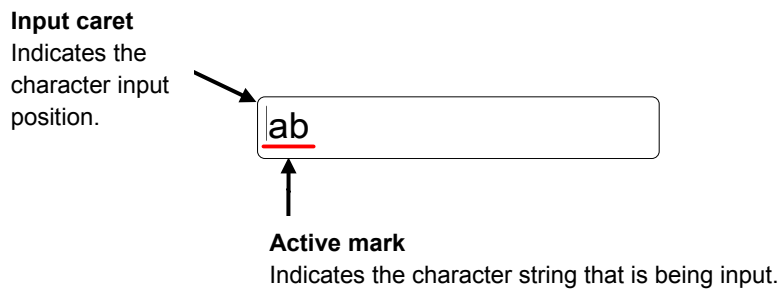 Input caret
Indicates the
character input
position.
ab
Active mark
Indicates the character string that is being input.